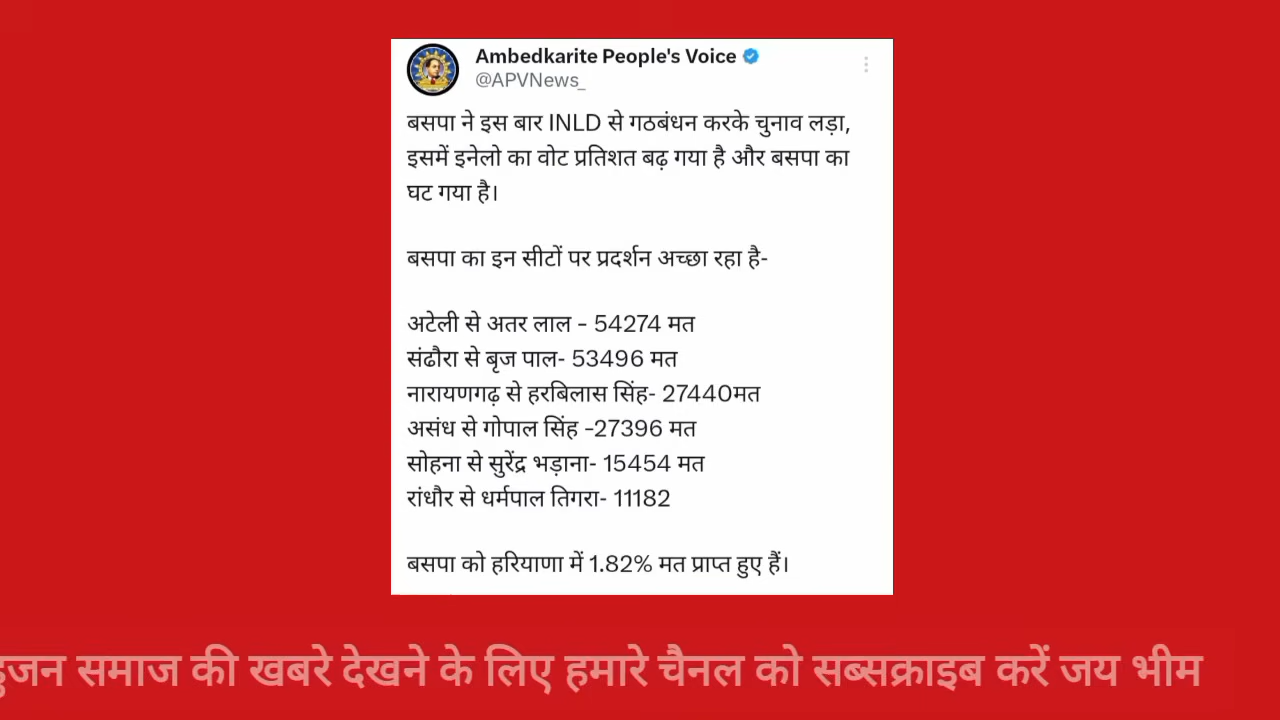 Ambedkarite People's Voice
@APVNews_
बसपा ने इस बार INLD से गठबंधन करके चुनाव लड़ा,
इसमें इनेलो का वोट प्रतिशत बढ़ गया है और बसपा का
घट गया है।
बसपा का इन सीटों पर प्रदर्शन अच्छा रहा है-
अटेली से अतर लाल - 54274 मत
संढौरा से बृज पाल- 53496 मत
नारायणगढ़ से हरबिलास सिंह- 27440मत
असंध से गोपाल सिंह -27396 मत
सोहना से सुरेंद्र भड़ाना- 15454 मत
रांधौर से धर्मपाल तिगरा- 11182
बसपा को हरियाणा में 1.82% मत प्राप्त हुए हैं।
समाज की खबरे देखने के लिए हमारे चैनल को सब्सक्राइब करें जय भीम